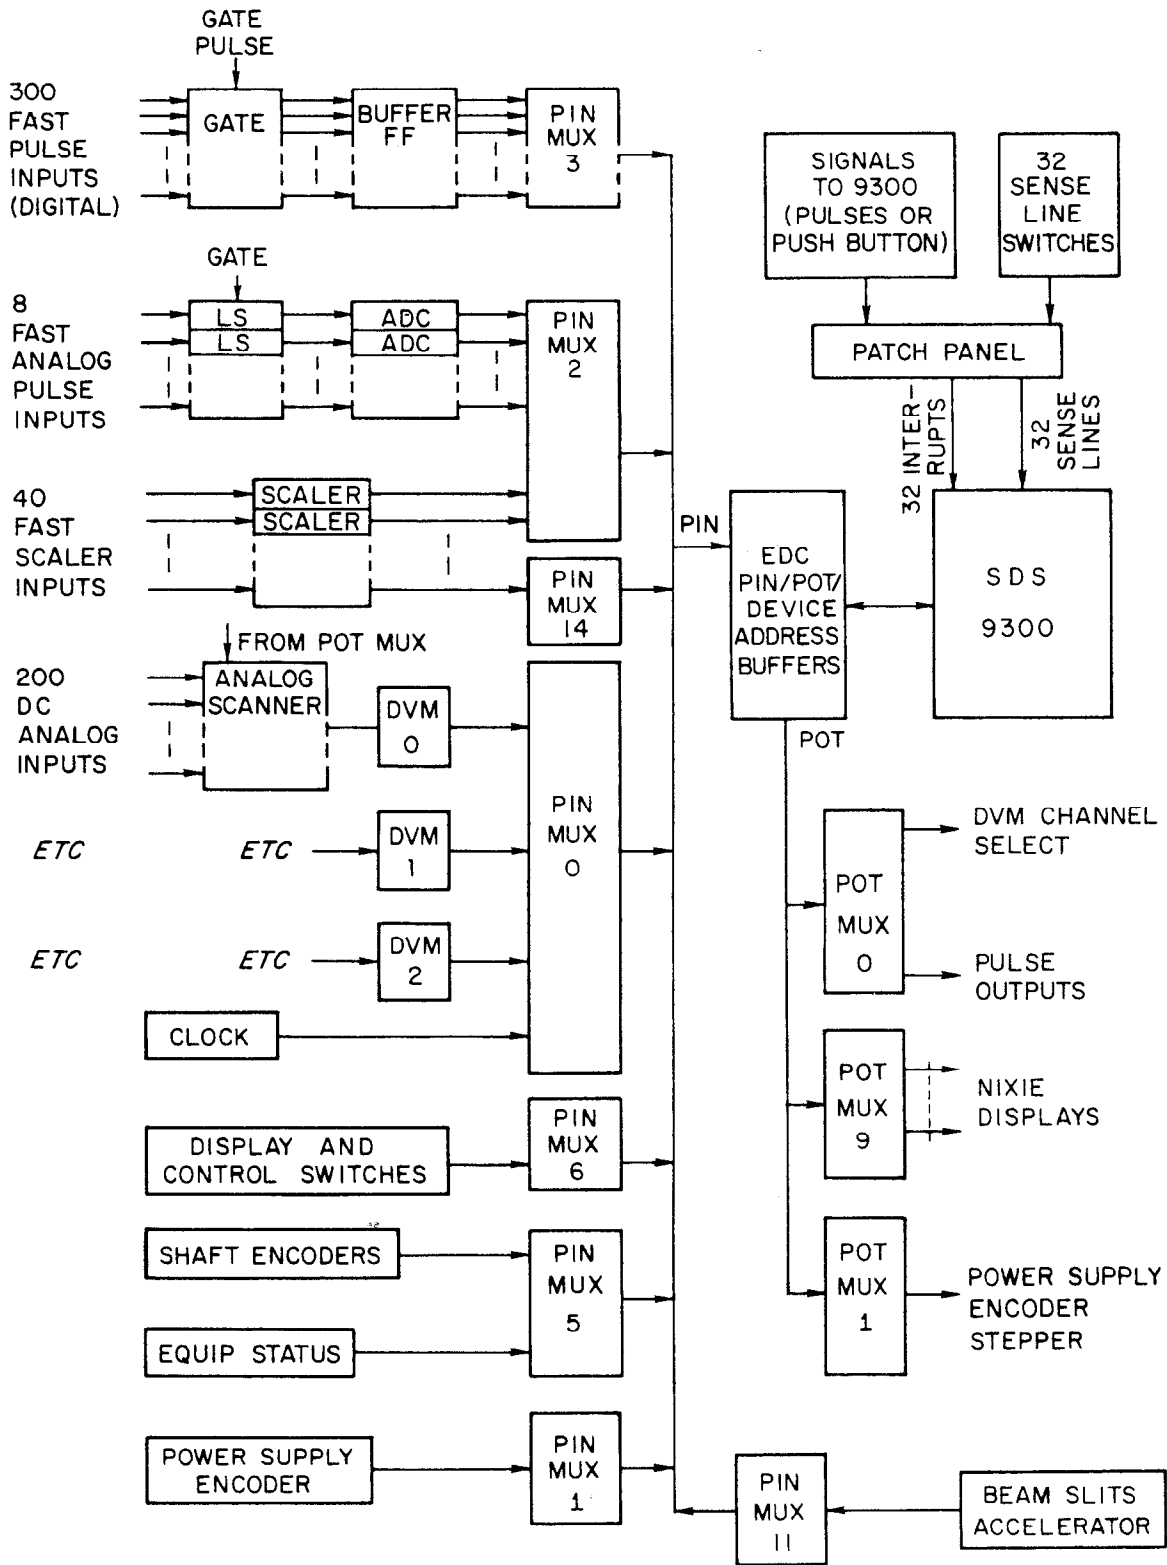 GATE
PULSE
300
FAST
PULSE
INPUTS
(DIGITAL)
GATE
BUFFER
FF
PIN
MUX
3
SIGNALS
TO 9300
(PULSES OR
PUSH BUTTON)
32
SENSE
LINE
SWITCHES
PATCH PANEL
32 INTER-
RUPTS
32
SENSE
LINES
GATE
8
FAST
ANALOG
PULSE
INPUTS
LS
LS
ADC
ADC
PIN
MUX
2
40
FAST
SCALER
INPUTS
SCALER
SCALER
PIN
MUX
14
PIN
EDC
PIN/POT/
DEVICE
ADDRESS
BUFFERS
SDS
9300
POT
FROM POT MUX
200
DC
ANALOG
INPUTS
ANALOG
SCANNER
DVM
0
ETC
ETC
DVM
1
ETC
ETC
DVM
2
CLOCK
PIN
MUX
0
POT
MUX
0
DVM CHANNEL
SELECT
PULSE
OUTPUTS
DISPLAY AND
CONTROL SWITCHES
PIN
MUX
6
POT
MUX
9
NIXIE
DISPLAYS
SHAFT ENCODERS
EQUIP STATUS
PIN
MUX
5
POT
MUX
1
POWER SUPPLY
ENCODER
STEPPER
POWER SUPPLY
ENCODER
PIN
MUX
1
PIN
MUX
11
BEAM SLITS
ACCELERATOR